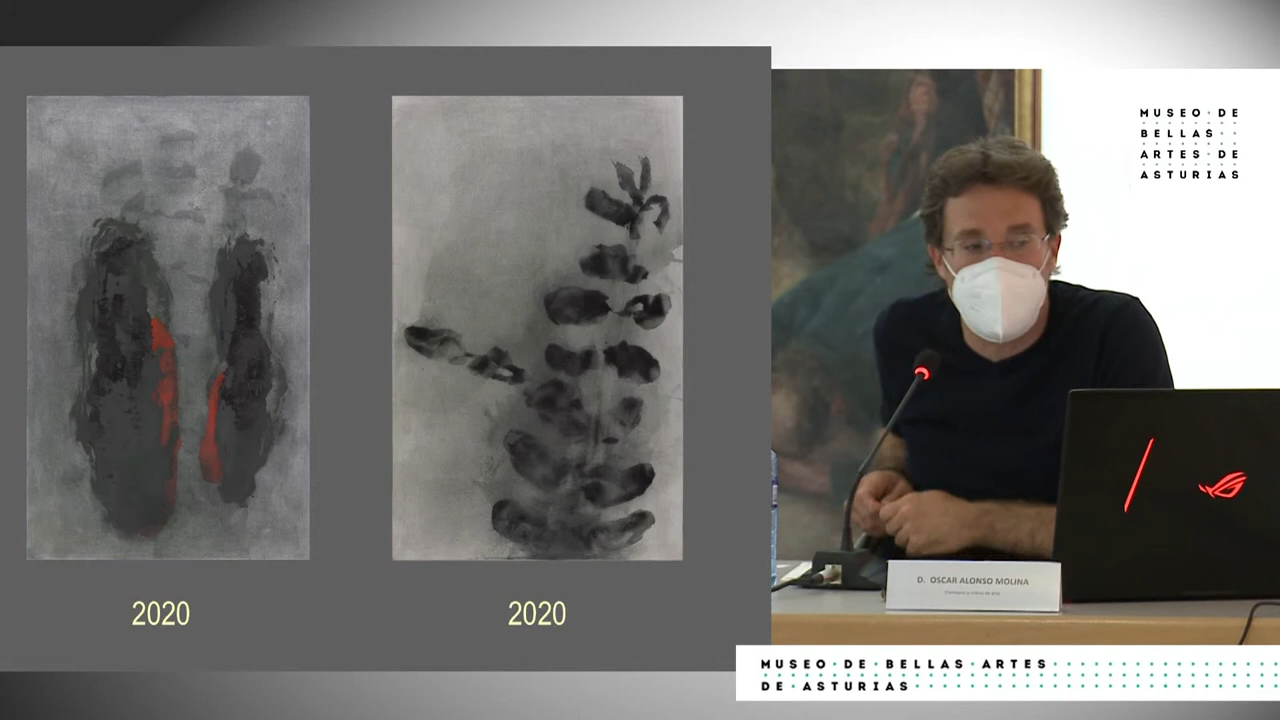 2020
2020
MUSEO DE
BELLAS
ARTES DE
ASTURIAS
D. OSCAR ALONSO MOLINA
MUSEO DE BELLAS ARTES
DE ASTURIAS